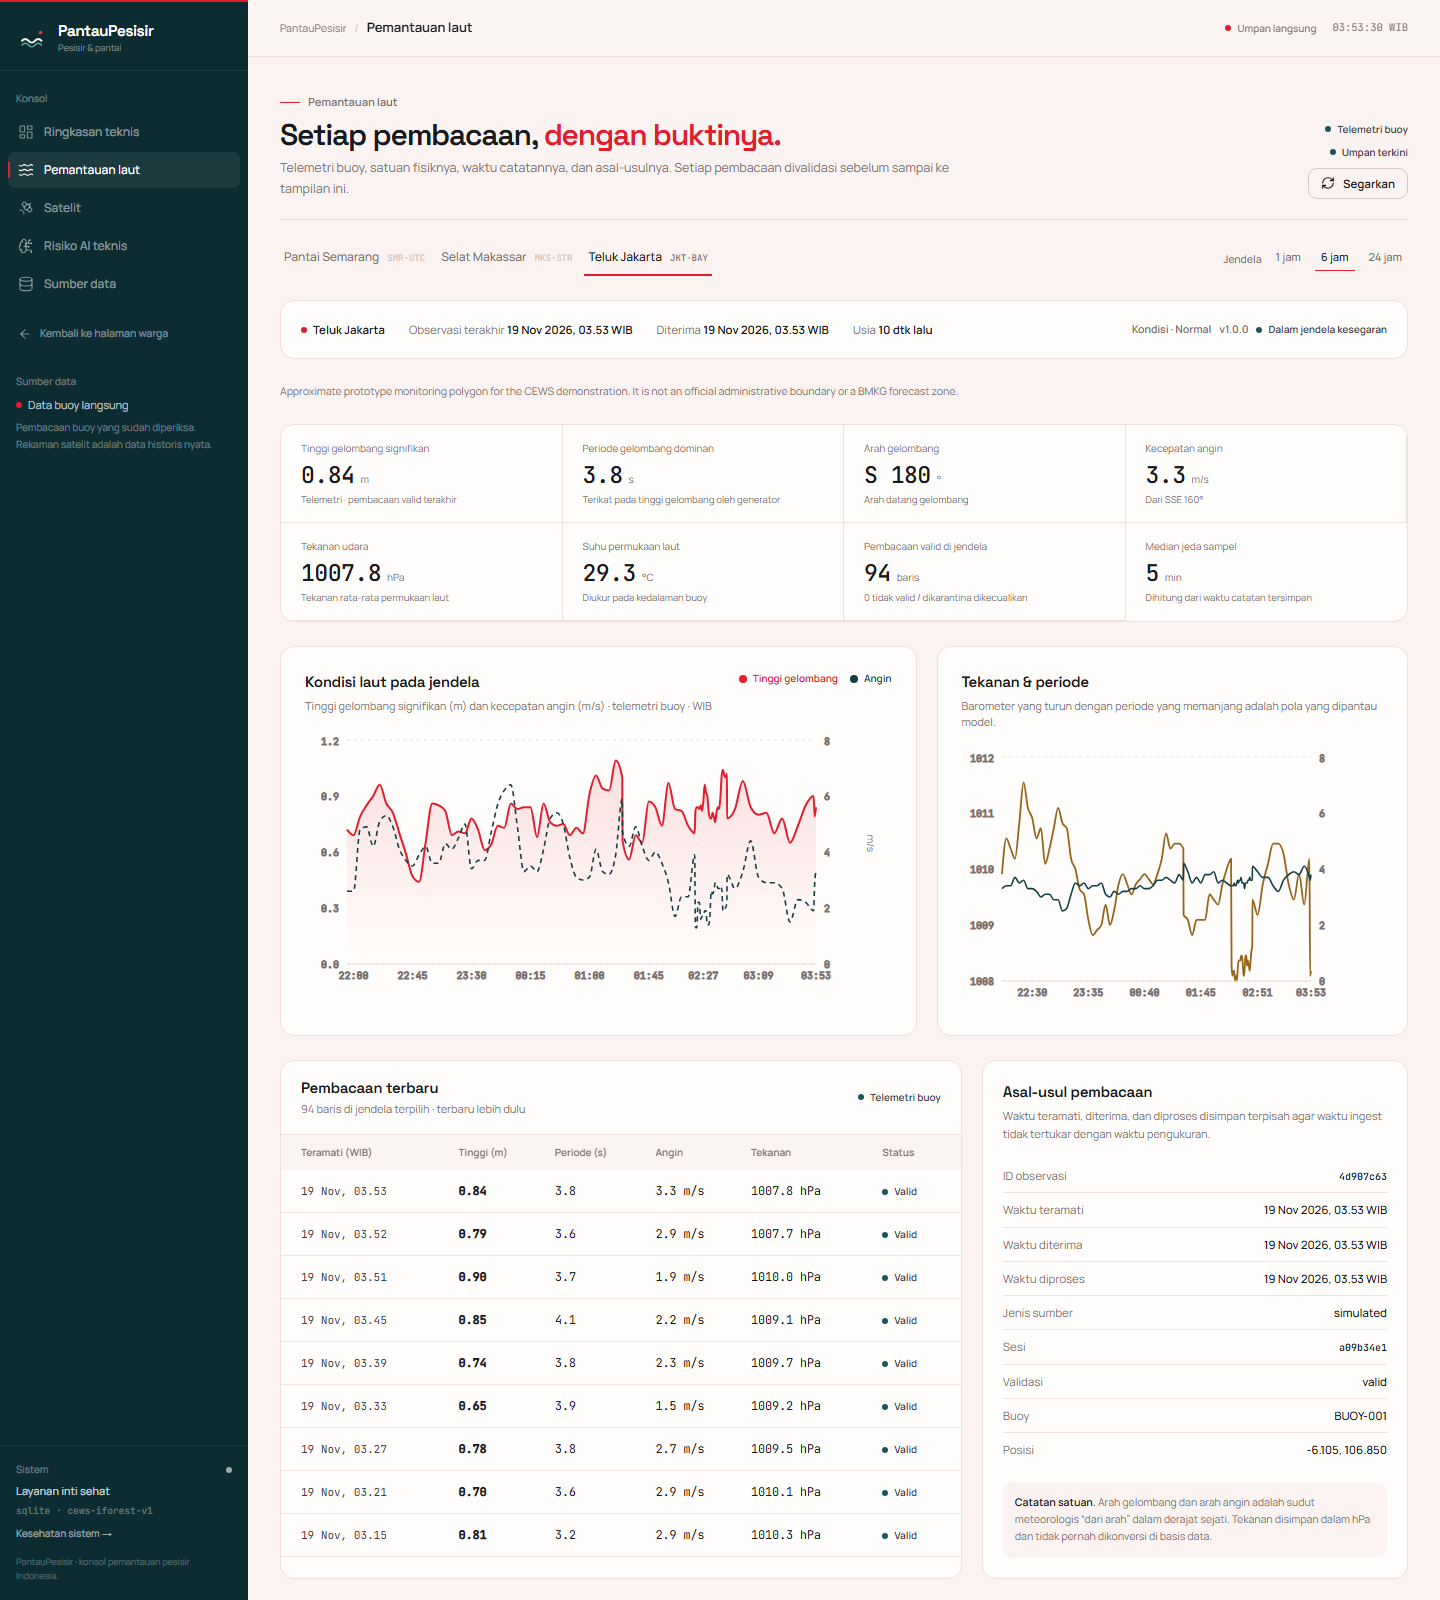 PantauPesisir
Pesisir & pantai
Konsol
Ringkasan teknis
Pemantauan laut
Satelit
Risiko AI teknis
Sumber data
Kembali ke halaman warga
Sumber data
Data buoy langsung
Pembacaan buoy yang sudah diperiksa.
Rekaman satelit adalah data historis nyata.
Sistem
Layanan inti sehat
sqlite · cews-iforest-v1
Kesehatan sistem →
PantauPesisir · konsol pemantauan pesisir
Indonesia.
PantauPesisir / Pemantauan laut
Umpan langsung 03:53:30 WIB
Pemantauan laut
Setiap pembacaan, dengan buktinya.
Telemetri buoy, satuan fisiknya, waktu catatannya, dan asal-usulnya. Setiap pembacaan divalidasi sebelum sampai ke
tampilan ini.
Telemetri buoy
Umpan terkini
Segarkan
Pantai Semarang SMR-UTC Selat Makassar MKS-STR Teluk Jakarta JKT-BAY
Jendela 1 jam 6 jam 24 jam
Teluk Jakarta Observasi terakhir 19 Nov 2026, 03.53 WIB Diterima 19 Nov 2026, 03.53 WIB Usia 10 dtk lalu
Kondisi · Normal v1.0.0 Dalam jendela kesegaran
Approximate prototype monitoring polygon for the CEWS demonstration. It is not an official administrative boundary or a BMKG forecast zone.
Tinggi gelombang signifikan
0.84 m
Telemetri · pembacaan valid terakhir
Periode gelombang dominan
3.8 s
Terikat pada tinggi gelombang oleh generator
Arah gelombang
S 180 °
Arah datang gelombang
Kecepatan angin
3.3 m/s
Dari SSE 160°
Tekanan udara
1007.8 hPa
Tekanan rata-rata permukaan laut
Suhu permukaan laut
29.3 °C
Diukur pada kedalaman buoy
Pembacaan valid di jendela
94 baris
0 tidak valid / dikarantina dikecualikan
Median jeda sampel
5 min
Dihitung dari waktu catatan tersimpan
Kondisi laut pada jendela
Tinggi gelombang Angin
Tinggi gelombang signifikan (m) dan kecepatan angin (m/s) · telemetri buoy · WIB
1.2 8
0.9 6
0.6 4
m/s
0.3 2
0.0 0
22:00 22:45 23:30 00:15 01:00 01:45 02:27 03:09 03:53
Tekanan & periode
Barometer yang turun dengan periode yang memanjang adalah pola yang dipantau
model.
1012 8
1011 6
1010 4
1009 2
1008 0
22:30 23:35 00:40 01:45 02:51 03:53
Pembacaan terbaru
94 baris di jendela terpilih · terbaru lebih dulu
Telemetri buoy
Teramati (WIB) Tinggi (m) Periode (s) Angin Tekanan Status
19 Nov, 03.53 0.84 3.8 3.3 m/s 1007.8 hPa Valid
19 Nov, 03.52 0.79 3.6 2.9 m/s 1007.7 hPa Valid
19 Nov, 03.51 0.90 3.7 1.9 m/s 1010.0 hPa Valid
19 Nov, 03.45 0.85 4.1 2.2 m/s 1009.1 hPa Valid
19 Nov, 03.39 0.74 3.8 2.3 m/s 1009.7 hPa Valid
19 Nov, 03.33 0.65 3.9 1.5 m/s 1009.2 hPa Valid
19 Nov, 03.27 0.78 3.8 2.7 m/s 1009.5 hPa Valid
19 Nov, 03.21 0.70 3.6 2.9 m/s 1010.1 hPa Valid
19 Nov, 03.15 0.81 3.2 2.9 m/s 1010.3 hPa Valid
Asal-usul pembacaan
Waktu teramati, diterima, dan diproses disimpan terpisah agar waktu ingest
tidak tertukar dengan waktu pengukuran.
ID observasi 4d907c63
Waktu teramati 19 Nov 2026, 03.53 WIB
Waktu diterima 19 Nov 2026, 03.53 WIB
Waktu diproses 19 Nov 2026, 03.53 WIB
Jenis sumber simulated
Sesi a09b34e1
Validasi valid
Buoy BUOY-001
Posisi -6.105, 106.850
Catatan satuan. Arah gelombang dan arah angin adalah sudut
meteorologis "dari arah" dalam derajat sejati. Tekanan disimpan dalam hPa
dan tidak pernah dikonversi di basis data.